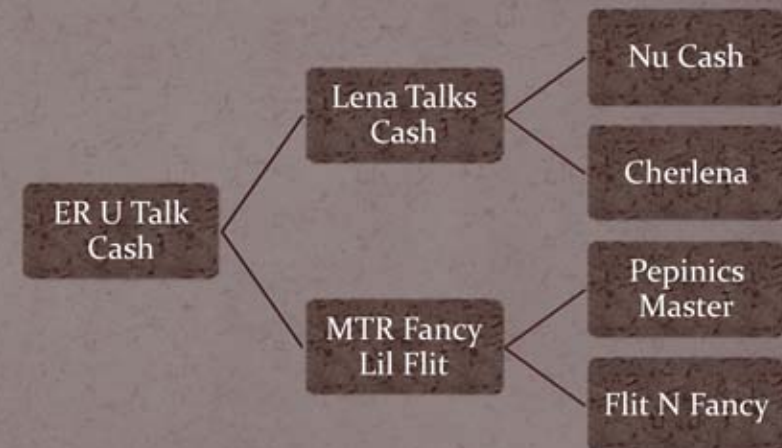 ER U Talk
Cash
Lena Talks
Cash
MTR Fancy
Lil Flit
Nu Cash
Cherlena
Pepinics
Master
Flit N Fancy